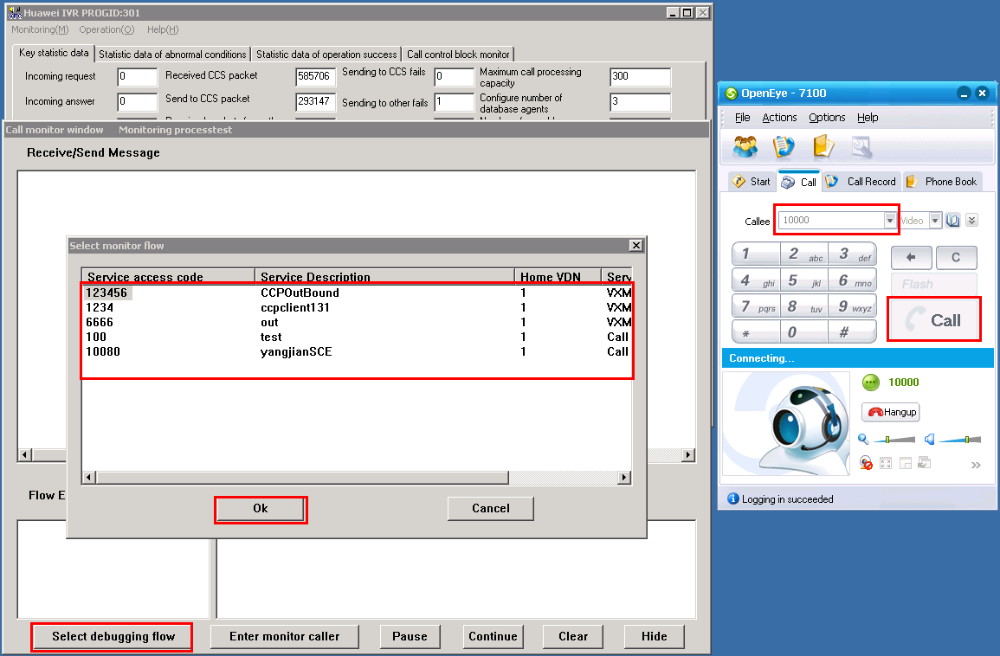 Huawei IVR PROGID:301
Monitoring(M) Operation(O) Help(H)
Key statistic data Statistic data of abnormal conditions Statistic data of operation success Call control block monitor
Incoming request 0 Received CCS packet 585706 Sending to CCS fails 0 Maximum call processing capacity 300
Incoming answer 0 Send to CCS packet 293147 Sending to other fails 1 Configure number of database agents 3
Call monitor window Monitoring processtest
Receive/Send Message
Select monitor flow
Service access code Service Description Home VDN Serv
123456 CCPOutBound 1 VXM
1234 ccpclient131 1 VXM
6666 out 1 VXM
100 test 1 Call
10080 yangjianSCE 1 Call
Ok Cancel
Flow E
Select debugging flow Enter monitor caller Pause Continue Clear Hide
OpenEye - 7100
File Actions Options Help
Start Call Call Record Phone Book
Callee 10000 Video
1 2 abc 3 def C
4 ghi 5 jkl 6 mno Flash
7 pqrs 8 tuv 9 wxyz Call
* 0 #
Connecting...
10000
Hangup
Logging in succeeded